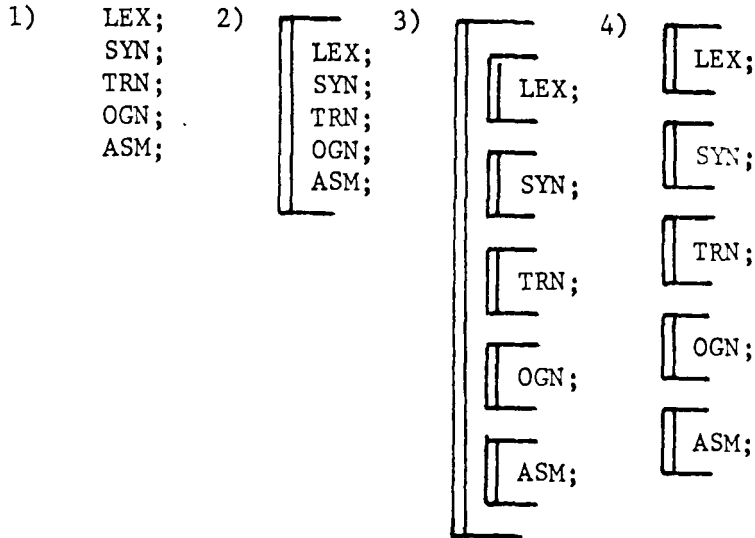 1)
LEX;
SYN;
TRN;
OGN;
ASM;
2)
LEX;
SYN;
TRN;
OGN;
ASM;
3)
LEX;
SYN;
TRN;
OGN;
ASM;
4)
LEX;
SYN;
TRN;
OGN;
ASM;